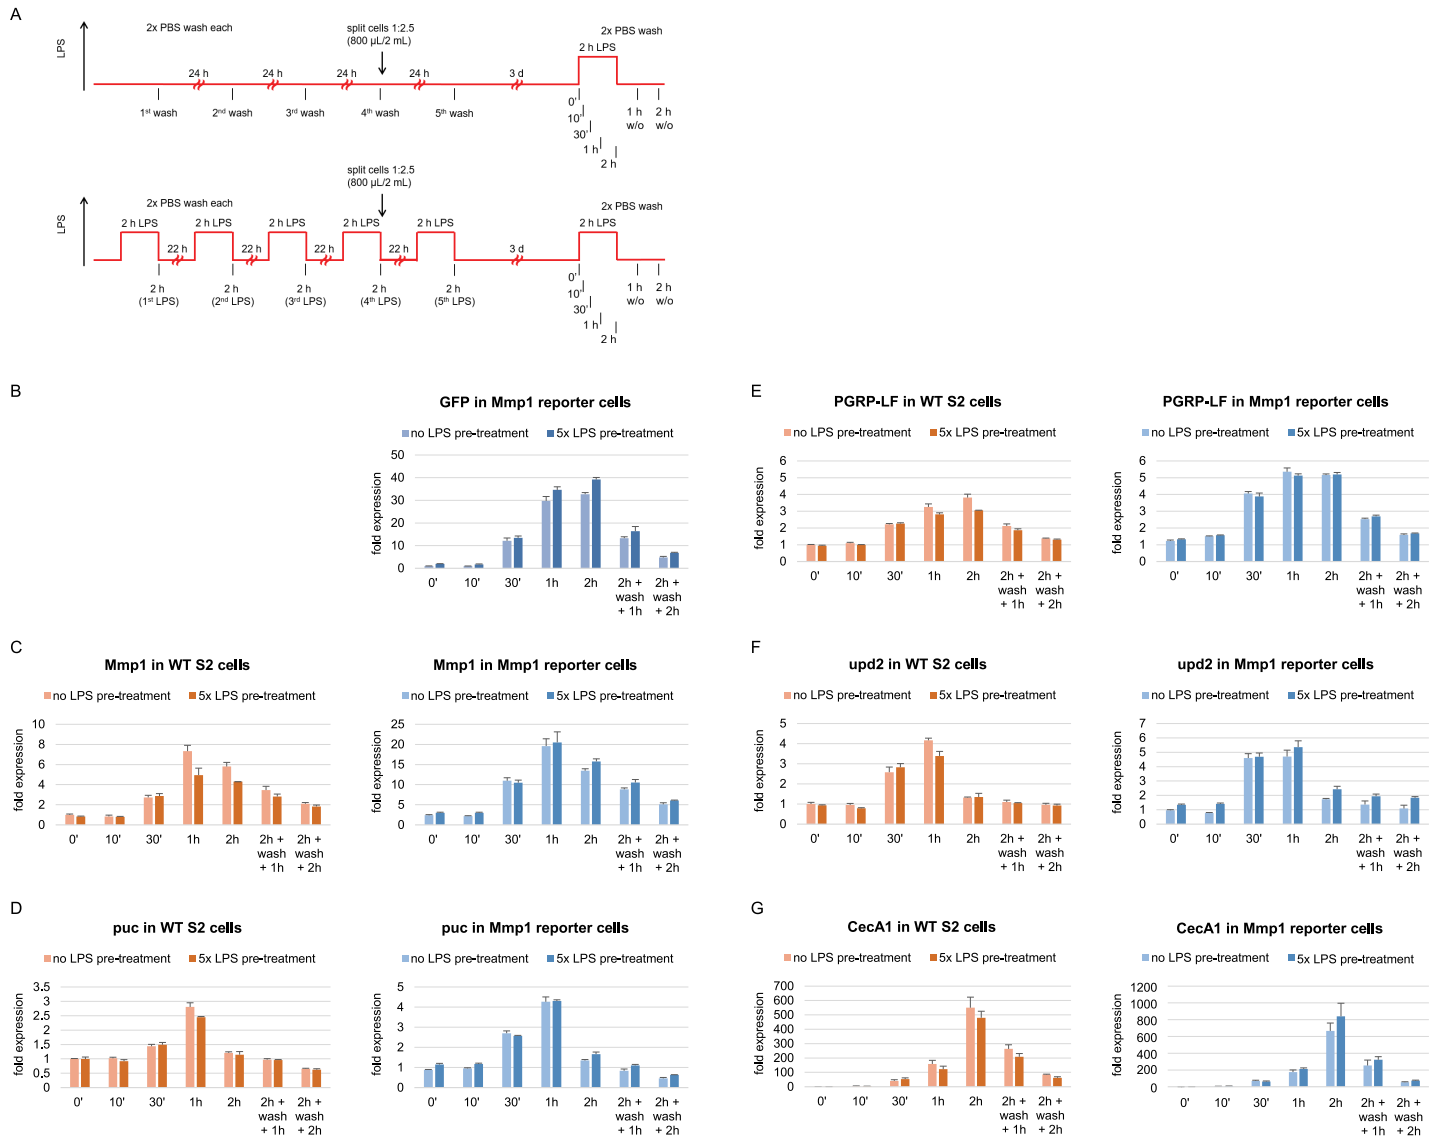 A
LPS
2x PBS wash each
split cells 1:2.5
(800 µL/2 mL)
2x PBS wash
2 h LPS
24 h
24 h
24 h
24 h
3 d
1st wash
2nd wash
3rd wash
4th wash
5th wash
0'
10'
30'
1 h
2 h
1 h
w/o
2 h
w/o
split cells 1:2.5
(800 µL/2 mL)
LPS
2x PBS wash each
2x PBS wash
2 h LPS
2 h LPS
2 h LPS
2 h LPS
2 h LPS
2 h LPS
22 h
22 h
22 h
22 h
3 d
2 h
(1st LPS)
2 h
(2nd LPS)
2 h
(3rd LPS)
2 h
(4th LPS)
2 h
(5th LPS)
0'
10'
30'
1 h
2 h
1 h
w/o
2 h
w/o
B
GFP in Mmp1 reporter cells
no LPS pre-treatment 5x LPS pre-treatment
fold expression
50
40
30
20
10
0
0' 10' 30' 1h 2h 2h + 2h +
wash wash
+ 1h + 2h
C
Mmp1 in WT S2 cells
no LPS pre-treatment 5x LPS pre-treatment
fold expression
10
8
6
4
2
0
0' 10' 30' 1h 2h 2h + 2h +
wash wash
+ 1h + 2h
Mmp1 in Mmp1 reporter cells
no LPS pre-treatment 5x LPS pre-treatment
fold expression
25
20
15
10
5
0
0' 10' 30' 1h 2h 2h + 2h +
wash wash
+ 1h + 2h
D
puc in WT S2 cells
no LPS pre-treatment 5x LPS pre-treatment
fold expression
3.5
3
2.5
2
1.5
1
0.5
0
0' 10' 30' 1h 2h 2h + 2h +
wash wash
+ 1h + 2h
puc in Mmp1 reporter cells
no LPS pre-treatment 5x LPS pre-treatment
fold expression
5
4
3
2
1
0
0' 10' 30' 1h 2h 2h + 2h +
wash wash
+ 1h + 2h
E
PGRP-LF in WT S2 cells
no LPS pre-treatment 5x LPS pre-treatment
fold expression
6
5
4
3
2
1
0
0' 10' 30' 1h 2h 2h + 2h +
wash wash
+ 1h + 2h
PGRP-LF in Mmp1 reporter cells
no LPS pre-treatment 5x LPS pre-treatment
fold expression
6
5
4
3
2
1
0
0' 10' 30' 1h 2h 2h + 2h +
wash wash
+ 1h + 2h
F
upd2 in WT S2 cells
no LPS pre-treatment 5x LPS pre-treatment
fold expression
5
4
3
2
1
0
0' 10' 30' 1h 2h 2h + 2h +
wash wash
+ 1h + 2h
upd2 in Mmp1 reporter cells
no LPS pre-treatment 5x LPS pre-treatment
fold expression
7
6
5
4
3
2
1
0
0' 10' 30' 1h 2h 2h + 2h +
wash wash
+ 1h + 2h
G
CecA1 in WT S2 cells
no LPS pre-treatment 5x LPS pre-treatment
fold expression
700
600
500
400
300
200
100
0
0' 10' 30' 1h 2h 2h + 2h +
wash wash
+ 1h + 2h
CecA1 in Mmp1 reporter cells
no LPS pre-treatment 5x LPS pre-treatment
fold expression
1200
1000
800
600
400
200
0
0' 10' 30' 1h 2h 2h + 2h +
wash wash
+ 1h + 2h